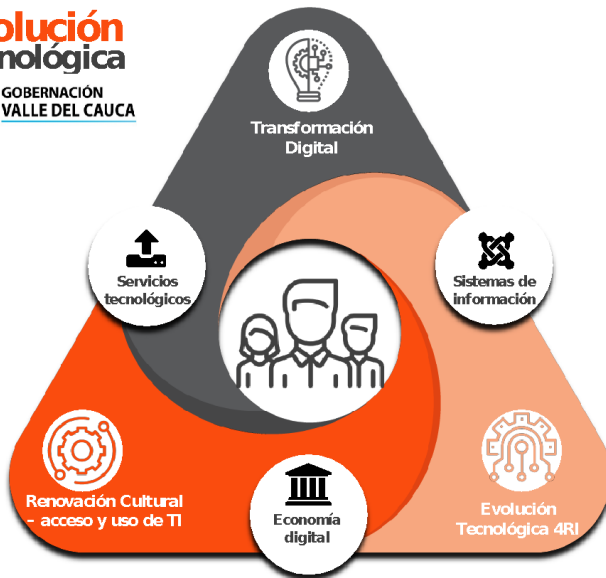 olución
nológica
GOBERNACIÓN
VALLE DEL CAUCA
Transformación
Digital
Servicios
tecnológicos
Sistemas de
información
Renovación Cultural
- acceso y uso de TI
Economía
digital
Evolución
Tecnológica 4RI